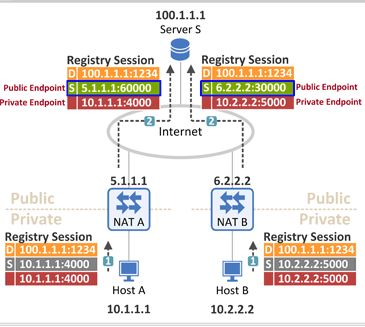 100.1.1.1
Server S
Registry Session
D 100.1.1.1:1234
Public Endpoint S 5.1.1.1:60000
Private Endpoint 10.1.1.1:4000
Registry Session
D 100.1.1.1:1234
S 6.2.2.2:30000 Public Endpoint
10.2.2.2:5000 Private Endpoint
2
2
Internet
5.1.1.1
6.2.2.2
Public
Private
NAT A
NAT B
Public
Private
Registry Session
D 100.1.1.1:1234
S 10.1.1.1:4000
10.1.1.1:4000
1
Host A
10.1.1.1
1
Host B
10.2.2.2
Registry Session
D 100.1.1.1:1234
S 10.2.2.2:5000
10.2.2.2:5000